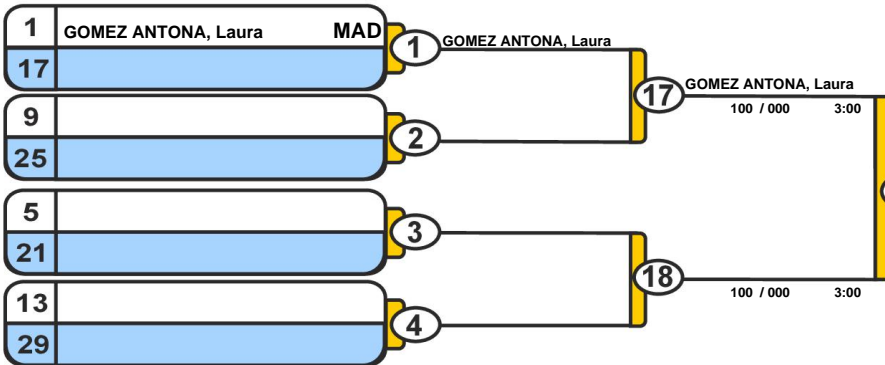 1 GOMEZ ANTONA, Laura MAD
17
1 GOMEZ ANTONA, Laura
9
25
2
17 GOMEZ ANTONA, Laura
100 / 000 3:00
5
21
3
13
29
4
18
100 / 000 3:00